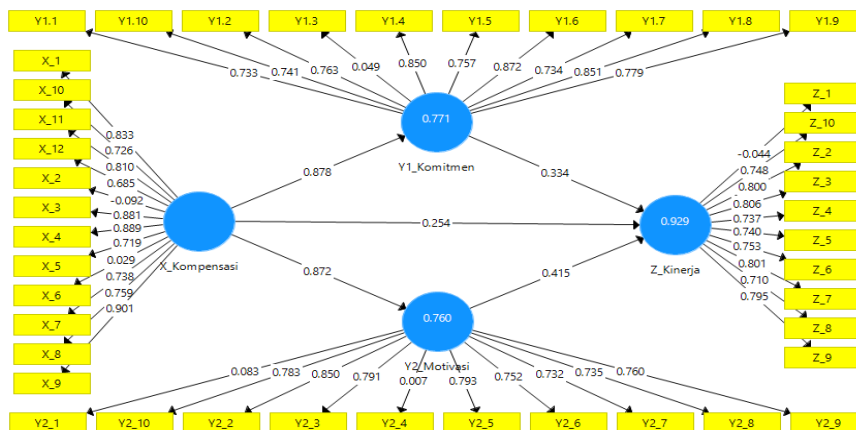 Y1.1 Y1.10 Y1.2 Y1.3 Y1.4 Y1.5 Y1.6 Y1.7 Y1.8 Y1.9
0.733 0.741 0.763 0.049 0.850 0.757 0.872 0.734 0.851 0.779
X_1
X_10
X_11
X_12
X_2
X_3
X_4
X_5
X_6
X_7
X_8
X_9
0.833
0.726
0.810
0.685
-0.092
0.881
0.889
0.719
0.029
0.738
0.759
0.901
X_Kompensasi
0.771
Y1_Komitmen
0.878
0.334
0.254
0.872
0.415
0.929
Z_Kinerja
-0.044
0.748
0.800
0.806
0.737
0.740
0.753
0.801
0.710
0.795
Z_1
Z_10
Z_2
Z_3
Z_4
Z_5
Z_6
Z_7
Z_8
Z_9
0.760
Y2_Motivasi
0.083 0.783 0.850 0.791 0.007 0.793 0.752 0.732 0.735 0.760
Y2_1 Y2_10 Y2_2 Y2_3 Y2_4 Y2_5 Y2_6 Y2_7 Y2_8 Y2_9